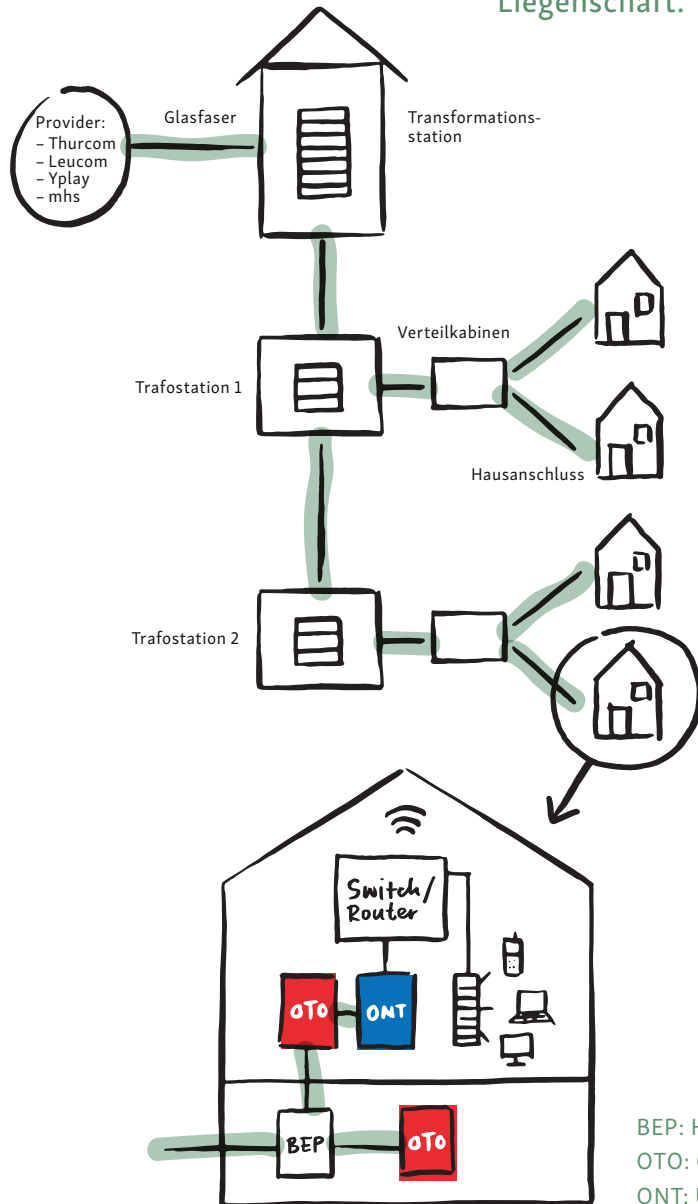 Liegenschaft.
Glasfaser
Provider:
– Thurcom
– Leucom
– Yplay
– mhs
Transformations-
station
Verteilkabinen
Trafostation 1
Hausanschluss
Trafostation 2
Switch/
Router
OTO
ONT
BEP
OTO
BEP:
OTO:
ONT: